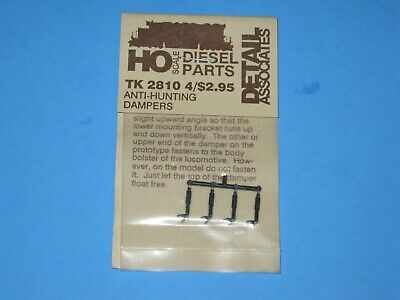 HO SCALE DIESEL PARTS
DETAIL ASSOCIATES
TK 2810 4/$2.95
ANTI-HUNTING
DAMPERS
slight upward angle so that the
lower mounting bracket runs up
and down vertically. The other or
upper end of the damper on the
prototype fastens to the body
bolster of the locomotive. How-
ever, on the model do not fasten
it. Just let the top of the damper
float free.